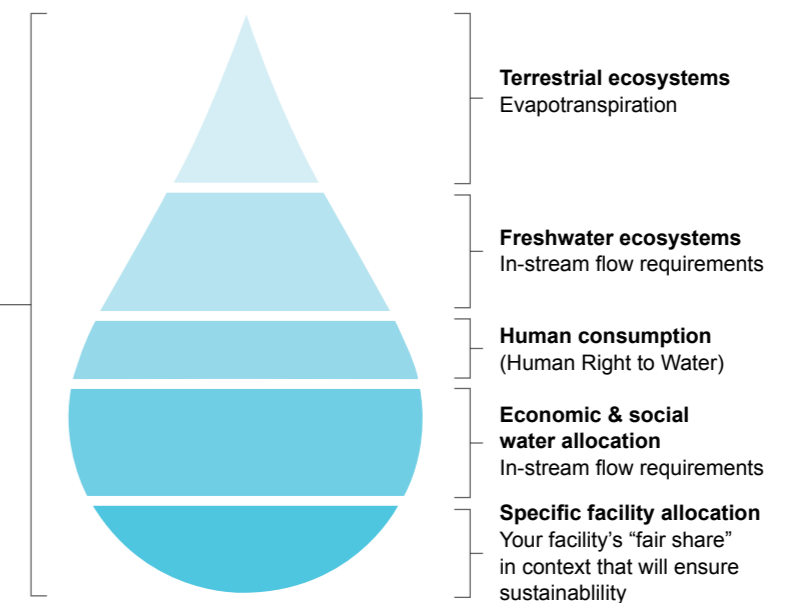 Terrestrial ecosystems
Evapotranspiration
Freshwater ecosystems
In-stream flow requirements
Human consumption
(Human Right to Water)
Economic & social
water allocation
In-stream flow requirements
Specific facility allocation
Your facility's “fair share”
in context that will ensure
sustainablility